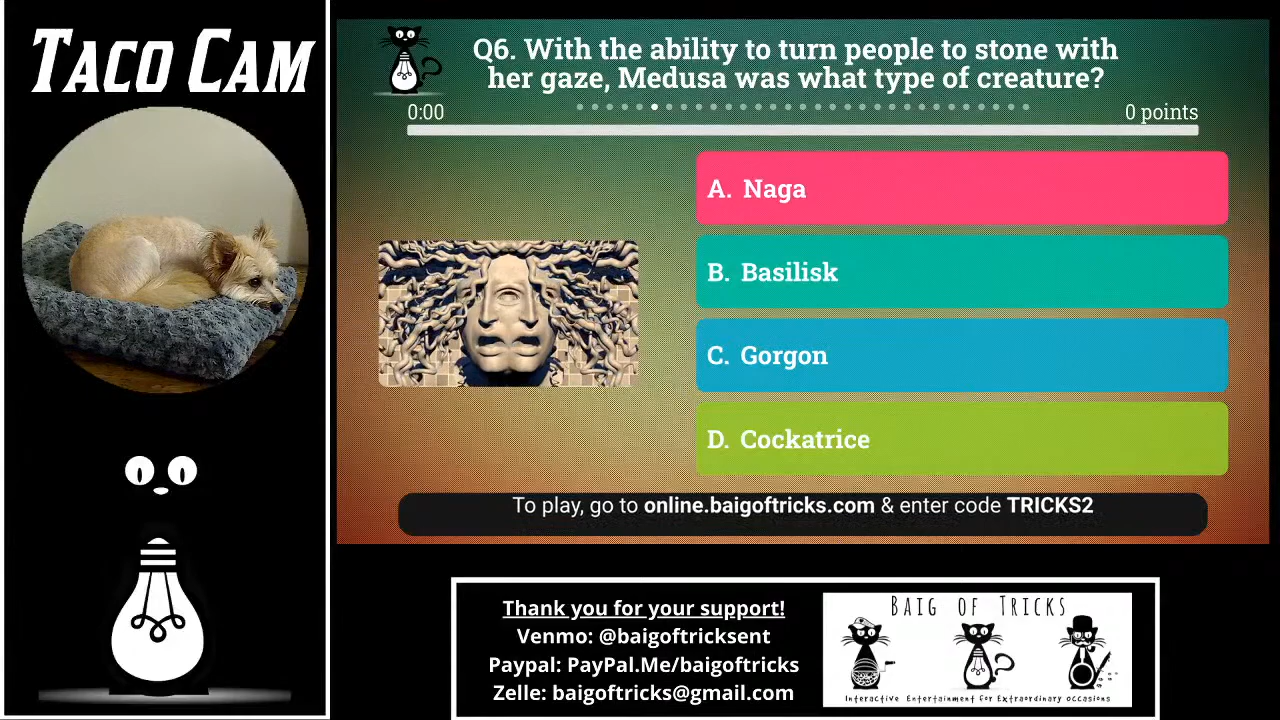 TACO CAM
Q6. With the ability to turn people to stone with
her gaze, Medusa was what type of creature?
0:00
0 points
A. Naga
B. Basilisk
C. Gorgon
D. Cockatrice
To play, go to online.baigoftricks.com & enter code TRICKS2
Thank you for your support!
Venmo: @baigoftricksent
Paypal: PayPal.Me/baigoftricks
Zelle: baigoftricks@gmail.com
BAIG OF TRICKS
Interactive Entertainment for Extraordinary occasions